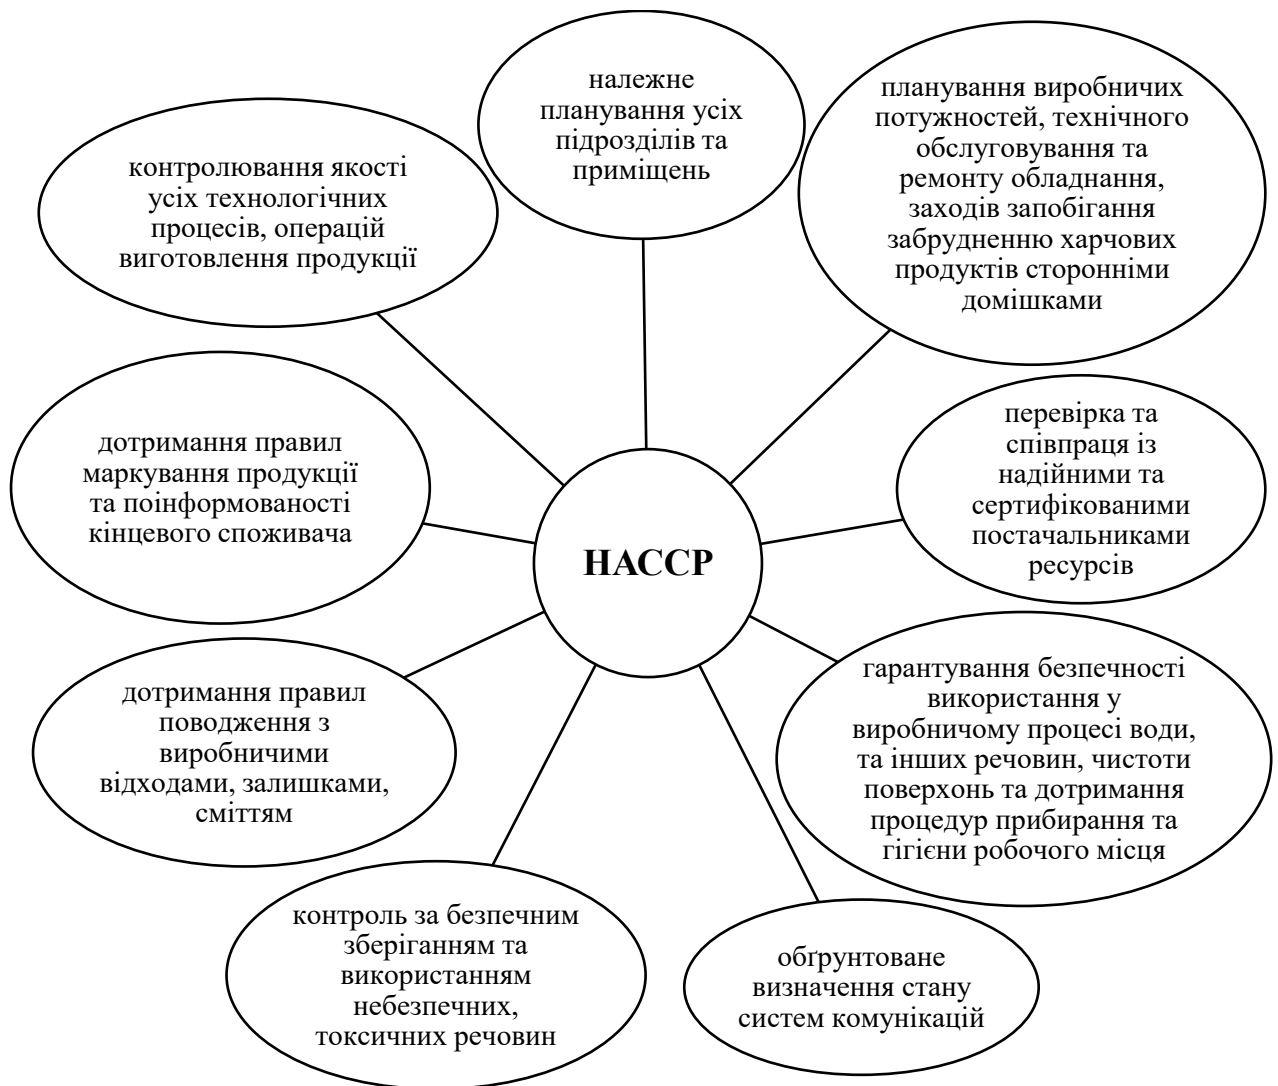 належне
планування усіх
підрозділів та
приміщень
планування виробничих
потужностей, технічного
обслуговування та
ремонту обладнання,
заходів запобігання
забрудненню харчових
продуктів сторонніми
домішками
перевірка та
співпраця із
надійними та
сертифікованими
постачальниками
ресурсів
гарантування безпечності
використання у
виробничому процесі води,
та інших речовин, чистоти
поверхонь та дотримання
процедур прибирання та
гігієни робочого місця
обґрунтоване
визначення стану
систем комунікацій
контроль за безпечним
зберіганням та
використанням
небезпечних,
токсичних речовин
дотримання правил
поводження з
виробничими
відходами, залишками,
сміттям
дотримання правил
маркування продукції
та поінформованості
кінцевого споживача
контролювання якості
усіх технологічних
процесів, операцій
виготовлення продукції
НАССР